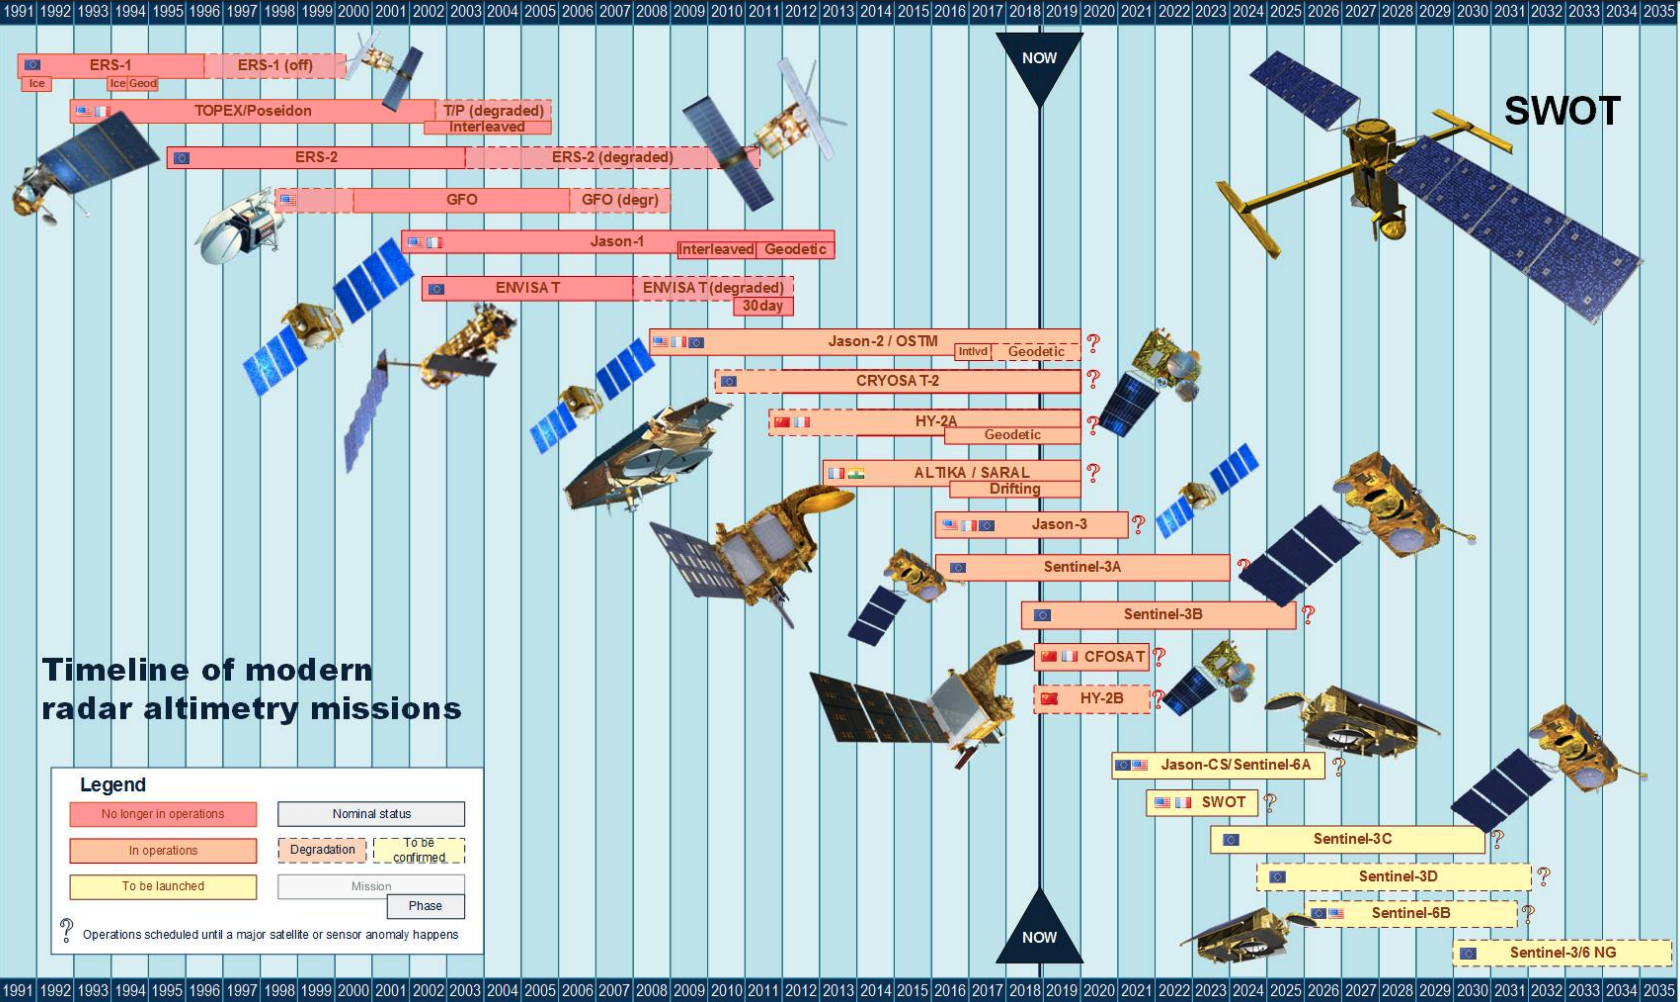 1991 1992 1993 1994 1995 1996 1997 1998 1999 2000 2001 2002 2003 2004 2005 2006 2007 2008 2009 2010 2011 2012 2013 2014 2015 2016 2017 2018 2019 2020 2021 2022 2023 2024 2025 2026 2027 2028 2029 2030 2031 2032 2033 2034 2035
NOW
ERS-1 ERS-1 (off)
Ice Ice Geod
SWOT
TOPEX/Poseidon T/P (degraded)
Interleaved
ERS-2 ERS-2 (degraded)
GFO GFO (degr)
Jason-1
Interleaved Geodetic
ENVISAT ENVISAT (degraded)
30day
Jason-2 / OSTM ?
Intlvd Geodetic
CRYOSAT-2 ?
HY-2A ?
Geodetic
ALTIKA / SARAL ?
Drifting
Jason-3 ?
Sentinel-3A ?
Sentinel-3B ?
CFOSAT ?
HY-2B ?
Timeline of modern
radar altimetry missions
Jason-CS/Sentinel-6A ?
SWOT ?
Sentinel-3C ?
Sentinel-3D ?
Sentinel-6B ?
Sentinel-3/6 NG
Legend
No longer in operations Nominal status
In operations Degradation To be
confirmed
To be launched Mission
Phase
? Operations scheduled until a major satellite or sensor anomaly happens
NOW
1991 1992 1993 1994 1995 1996 1997 1998 1999 2000 2001 2002 2003 2004 2005 2006 2007 2008 2009 2010 2011 2012 2013 2014 2015 2016 2017 2018 2019 2020 2021 2022 2023 2024 2025 2026 2027 2028 2029 2030 2031 2032 2033 2034 2035